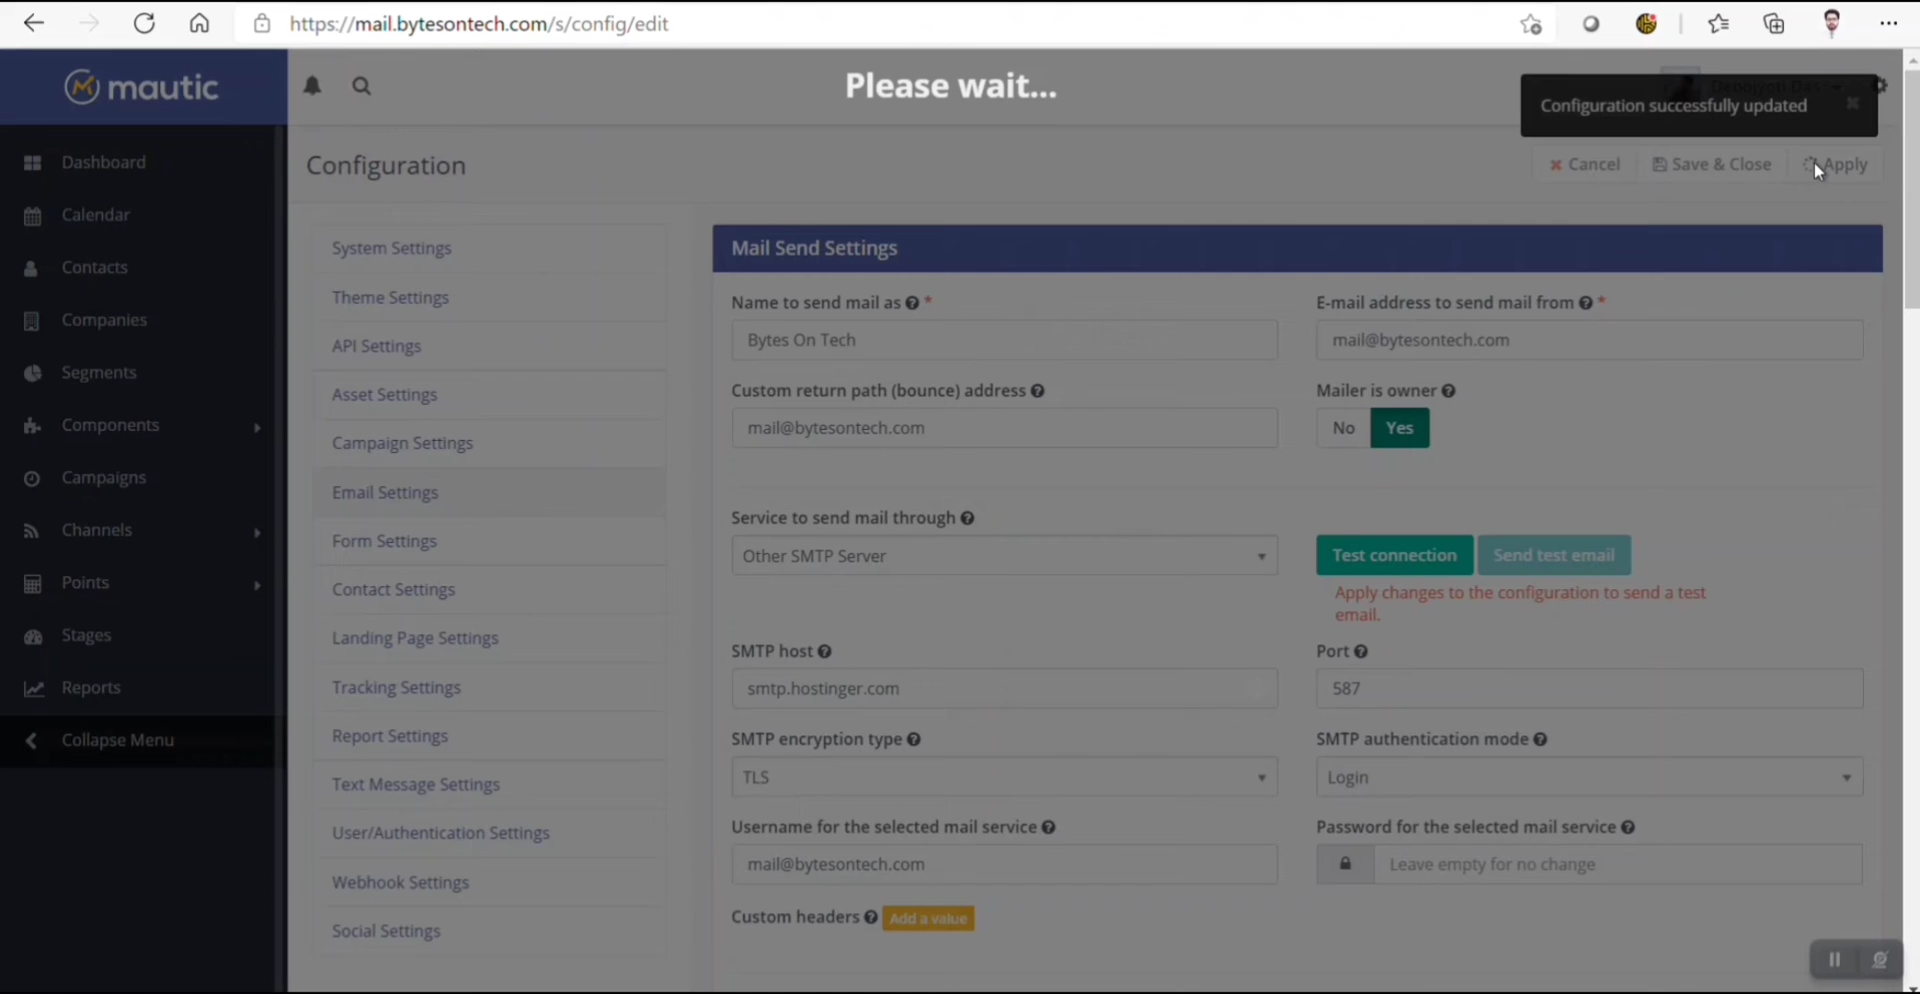 https://mail.bytesontech.com/s/config/edit
mautic
Please wait...
Configuration successfully updated
Configuration
Cancel
Save & Close
Apply
Dashboard
Calendar
Contacts
Companies
Segments
Components
Campaigns
Channels
Points
Stages
Reports
Collapse Menu
System Settings
Theme Settings
API Settings
Asset Settings
Campaign Settings
Email Settings
Form Settings
Contact Settings
Landing Page Settings
Tracking Settings
Report Settings
Text Message Settings
User/Authentication Settings
Webhook Settings
Social Settings
Mail Send Settings
Name to send mail as *
Bytes On Tech
E-mail address to send mail from *
mail@bytesontech.com
Custom return path (bounce) address
mail@bytesontech.com
Mailer is owner
No Yes
Service to send mail through
Other SMTP Server
Test connection
Send test email
Apply changes to the configuration to send a test
email.
SMTP host
smtp.hostinger.com
Port
587
SMTP encryption type
TLS
SMTP authentication mode
Login
Username for the selected mail service
mail@bytesontech.com
Password for the selected mail service
Leave empty for no change
Custom headers Add a value